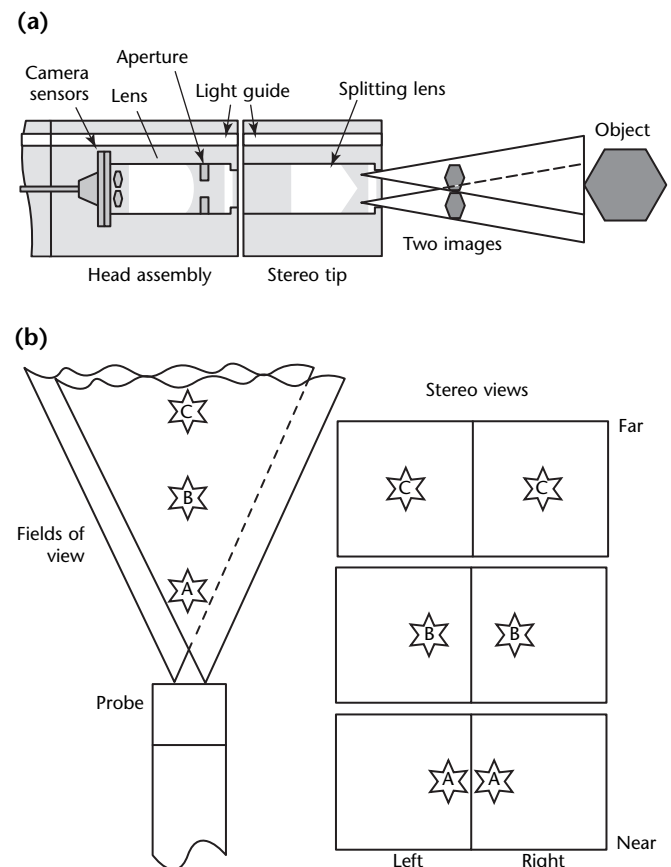 (a)
Camera
sensors
Aperture
Lens
Light guide
Splitting lens
Object
Two images
Head assembly
Stereo tip
(b)
Stereo views
Fields of
view
Probe
C
B
A
Far
C
C
B
B
A
A
Near
Left
Right